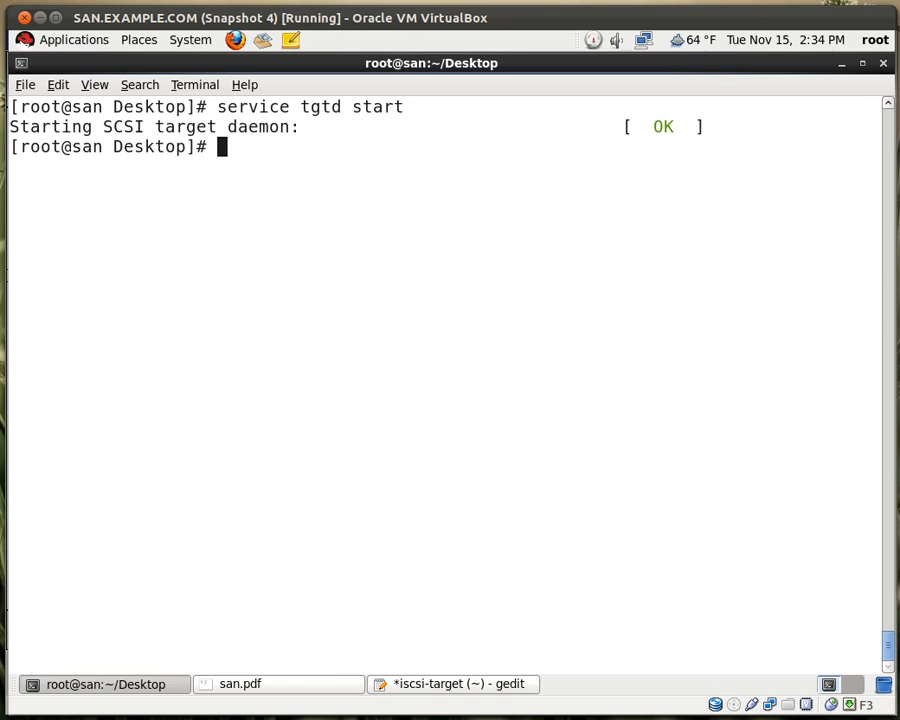 SAN.EXAMPLE.COM (Snapshot 4) [Running] - Oracle VM VirtualBox
Applications Places System 64 °F Tue Nov 15, 2:34 PM root
root@san:~/Desktop
File Edit View Search Terminal Help
[root@san Desktop]# service tgtd start
Starting SCSI target daemon: [ OK ]
[root@san Desktop]#
root@san:~/Desktop san.pdf *iscsi-target (~) - gedit
F3